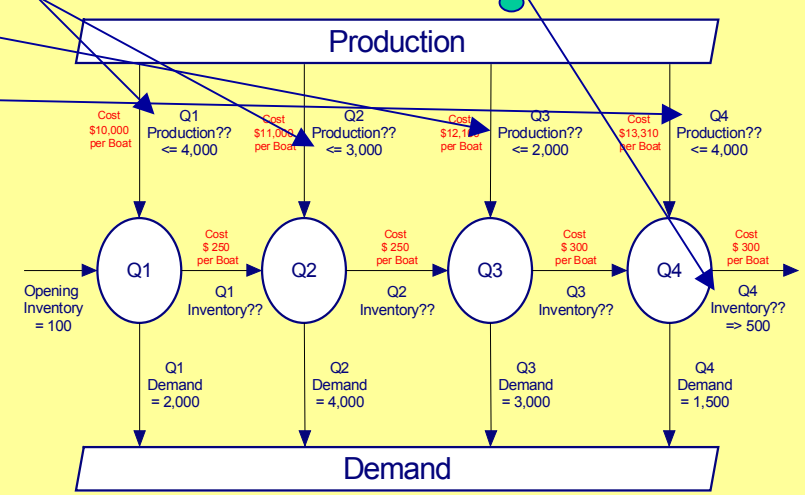 Production
Cost
$10,000
per Boat
Q1
Production??
<= 4,000
Cost
$11,000
per Boat
Q2
Production??
<= 3,000
Cost
per Boat
Q3
Production??
<= 2,000
Cost
$13,310
per Boat
Q4
Production??
<= 4,000
Opening
Inventory
= 100
Q1
Cost
$ 250
per Boat
Q1
Inventory??
Q2
Cost
$ 250
per Boat
Q2
Inventory??
Q3
Cost
$ 300
per Boat
Q3
Inventory??
Q4
Cost
$ 300
per Boat
Q4
Inventory??
=> 500
Q1
Demand
= 2,000
Q2
Demand
= 4,000
Q3
Demand
= 3,000
Q4
Demand
= 1,500
Demand